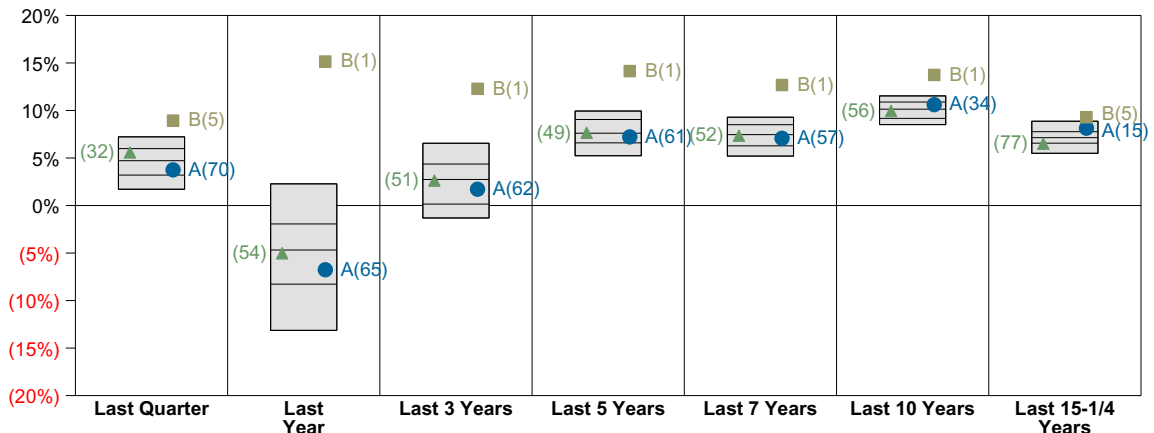 20%
15%
10%
5%
0%
(5%)
(10%)
(15%)
(20%)
B(5)
(32)
A(70)
B(1)
(54)
A(65)
B(1)
(51)
A(62)
B(1)
(49)
A(61)
B(1)
(52)
A(57)
B(1)
(56)
A(34)
B(5)
(77)
A(15)
Last Quarter
Last
Year
Last 3 Years
Last 5 Years
Last 7 Years
Last 10 Years
Last 15-1/4
Years